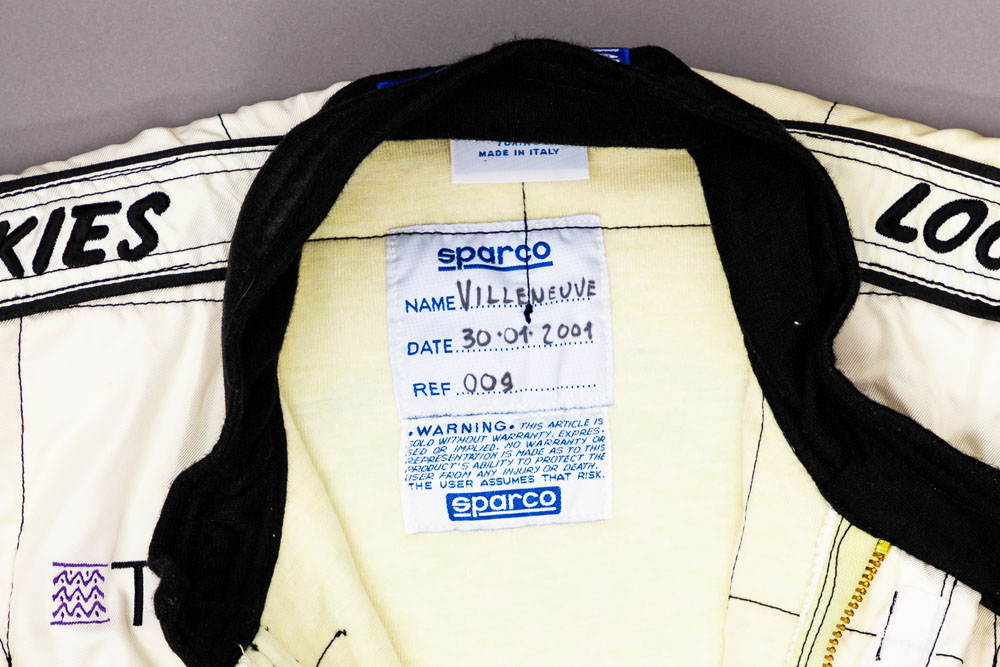 MADE IN ITALY
KIES
LOO
sparco
NAME VILLENEUVE
DATE 30·01·2001
REF 009
·WARNING· THIS ARTICLE IS
SOLD WITHOUT WARRANTY, EXPRES-
SED OR IMPLIED. NO WARRANTY OR
REPRESENTATION IS MADE AS TO THIS
PRODUCT'S ABILITY TO PROTECT THE
USER FROM ANY INJURY OR DEATH.
THE USER ASSUMES THAT RISK.
sparco
T